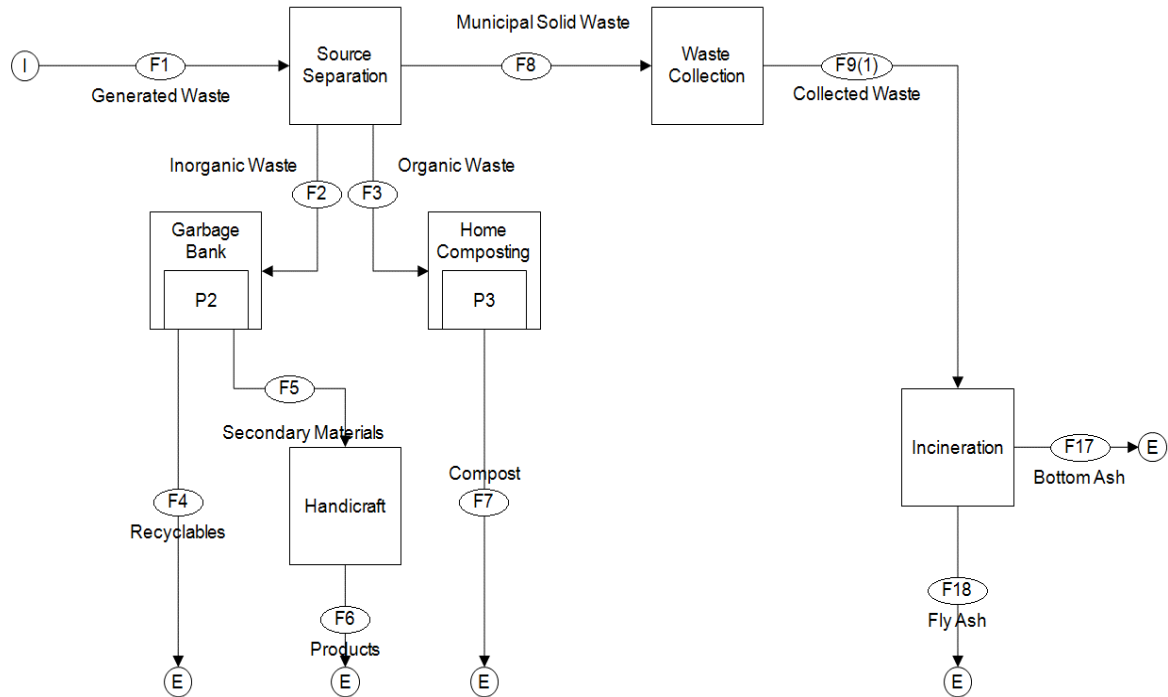 Municipal Solid Waste
I
F1
Generated Waste
Source
Separation
F8
Waste
Collection
F9(1)
Collected Waste
Inorganic Waste
F2
Organic Waste
F3
Garbage
Bank
P2
Home
Composting
P3
F5
Secondary Materials
Handicraft
Incineration
F17
Bottom Ash
E
F4
Recyclables
Compost
F7
F6
Products
F18
Fly Ash
E
E
E
E